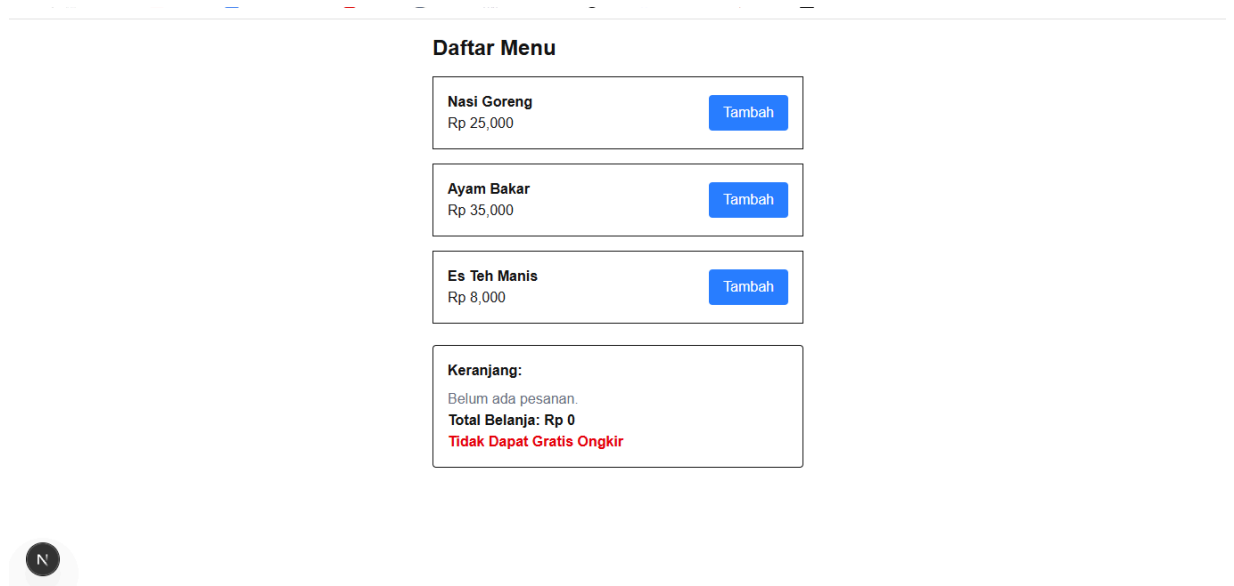 Daftar Menu
Nasi Goreng
Rp 25,000
Tambah
Ayam Bakar
Rp 35,000
Tambah
Es Teh Manis
Rp 8,000
Tambah
Keranjang:
Belum ada pesanan.
Total Belanja: Rp 0
Tidak Dapat Gratis Ongkir
N